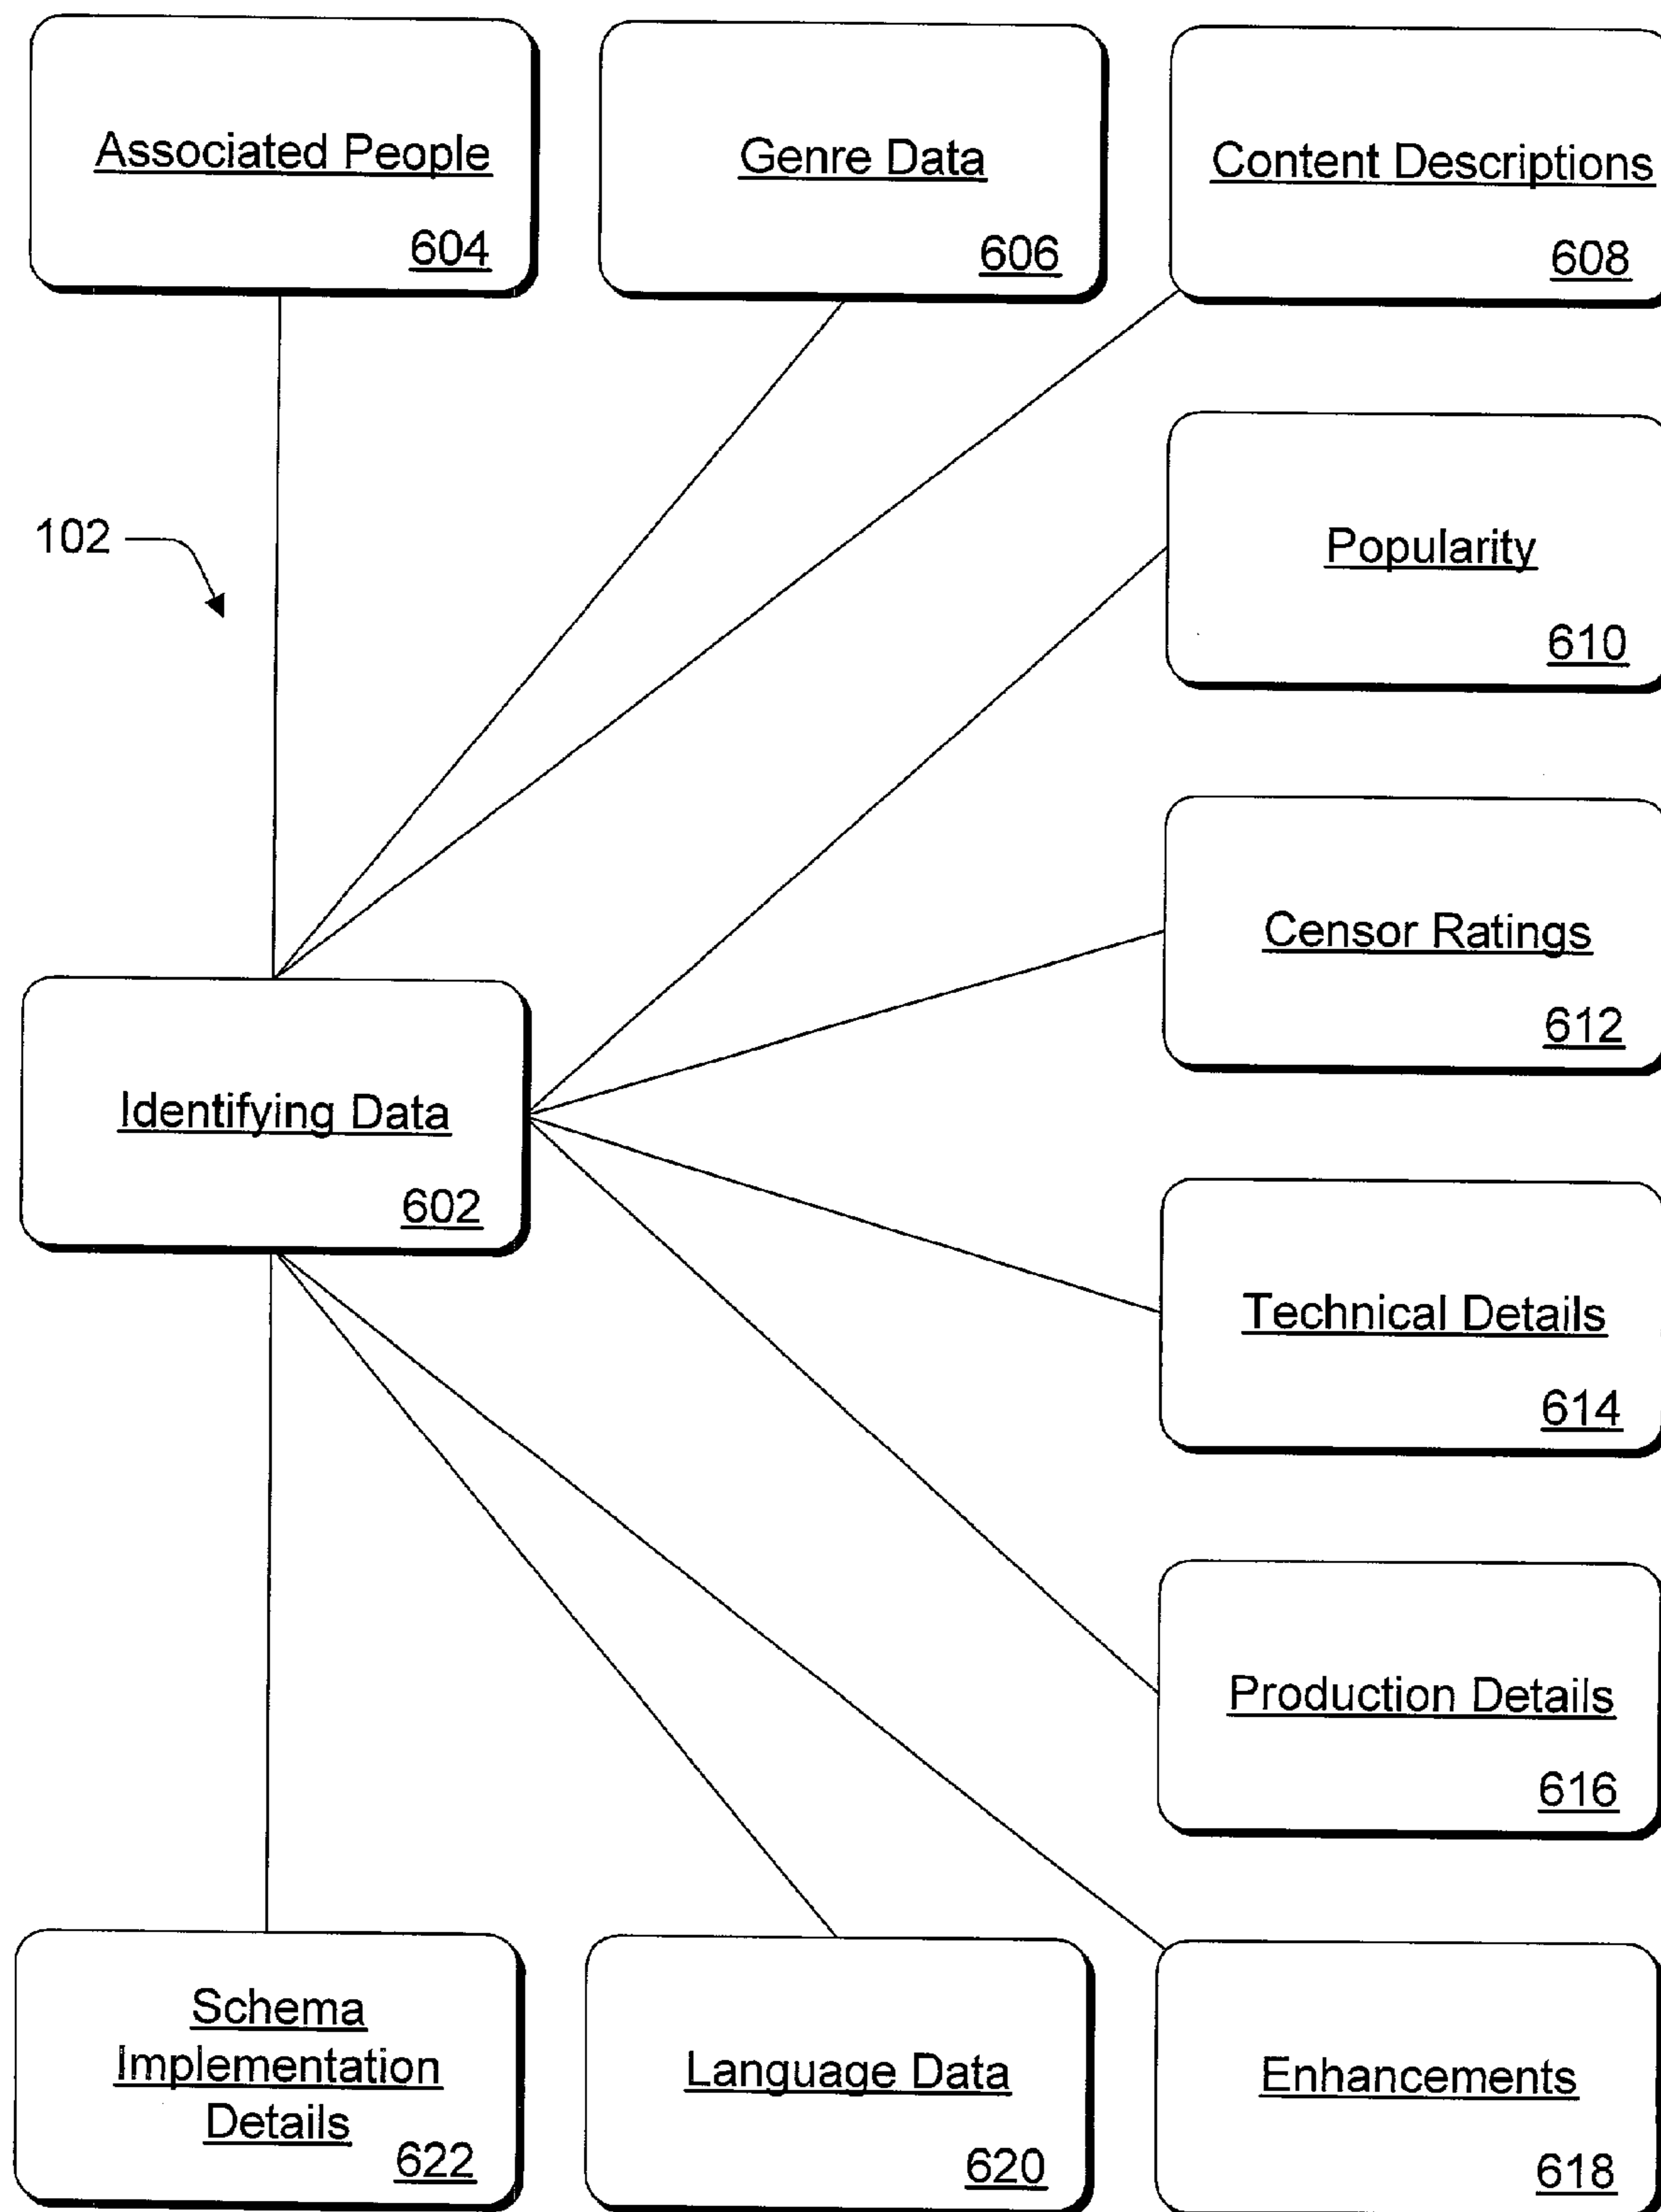 Associated People
604
Genre Data
606
Content Descriptions
608
102
Popularity
610
Censor Ratings
612
Identifying Data
602
Technical Details
614
Production Details
616
Schema
Implementation
Details
622
Language Data
620
Enhancements
618